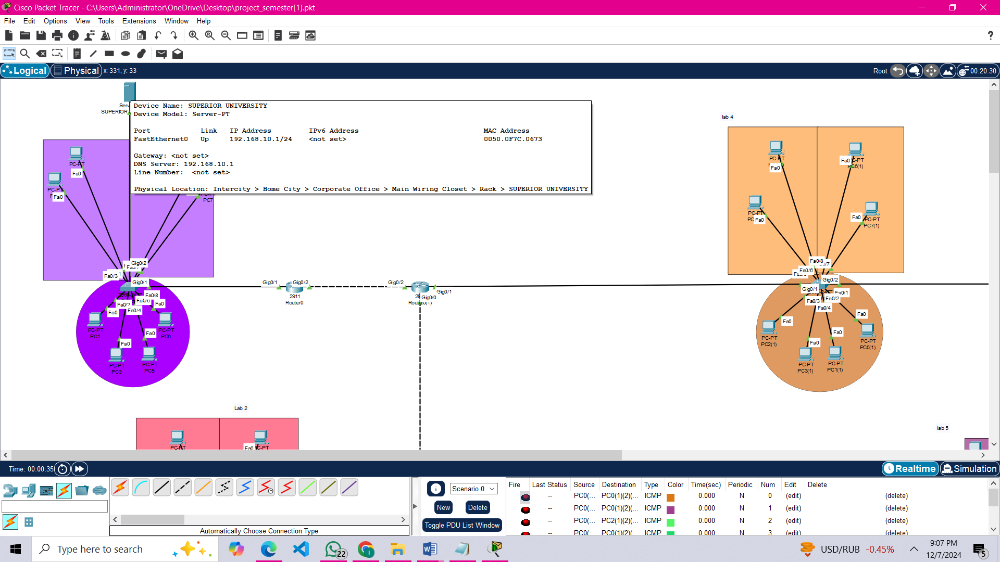 Cisco Packet Tracer - C:\Users\Administrator\OneDrive\Desktop\project_semester[1].pkt
File Edit Options View Tools Extensions Window Help
?
Logical Physical x: 331, y: 33 Root 00:20:30
Serv
SUPERIOR
Device Name: SUPERIOR UNIVERSITY
Device Model: Server-PT
Port Link IP Address IPv6 Address MAC Address
FastEthernet0 Up 192.168.10.1/24 <not set> 0050.0F7C.0673
Gateway: <not set>
DNS Server: 192.168.10.1
Line Number: <not set>
Physical Location: Intercity > Home City > Corporate Office > Main Wiring Closet > Rack > SUPERIOR UNIVERSITY
lab 4
PC-PT
Fa0
PC-PT
Fa0
PC7
PC-PT
Fa0
Fa0 C-PT
PC6(1)
PC-PT
Fa0
Fa0 PC-PT
PC7(1)
Gig0/2
Fa0/3
Gig0/1
Fa0/8
Fa0/6
Fa0/2
Fa0/4
Fa0
Fa0
PC-PT
PC1
PC-PT
PC6
Fa0
Fa0
PC-PT
PC3
PC-PT
PC5
Gig0/1 Gig0/2
2911
Router0
Gig0/2
Gig0/1
Gig0/0
Router0(1)
Fa0/8
Fa0/6
Gig0/2
Gig0/1
Fa0/1
Fa0/3
Fa0/2
Fa0/4
Fa0
Fa0
PC-PT
PC2(1)
Fa0
Fa0
PC-PT
PC0(1)
PC-PT
PC3(1)
PC-PT
PC1(1)
Lab 2
PC-PT
Fa0 C-PT
lab 5
Time: 00:00:35 Realtime Simulation
Automatically Choose Connection Type
Scenario 0
New Delete
Toggle PDU List Window
Fire Last Status Source Destination Type Color Time(sec) Periodic Num Edit Delete
-- PC0(... PC0(1)(2)(... ICMP 0.000 N 0 (edit) (delete)
-- PC0(... PC0(1)(2)(... ICMP 0.000 N 1 (edit) (delete)
-- PC0(... PC2(1)(2)(... ICMP 0.000 N 2 (edit) (delete)
-- PC0( PC0(1)(2)( ICMP 0.000 N 3 (edit) (delete)
Type here to search
22
USD/RUB -0.45%
9:07 PM
12/7/2024
5